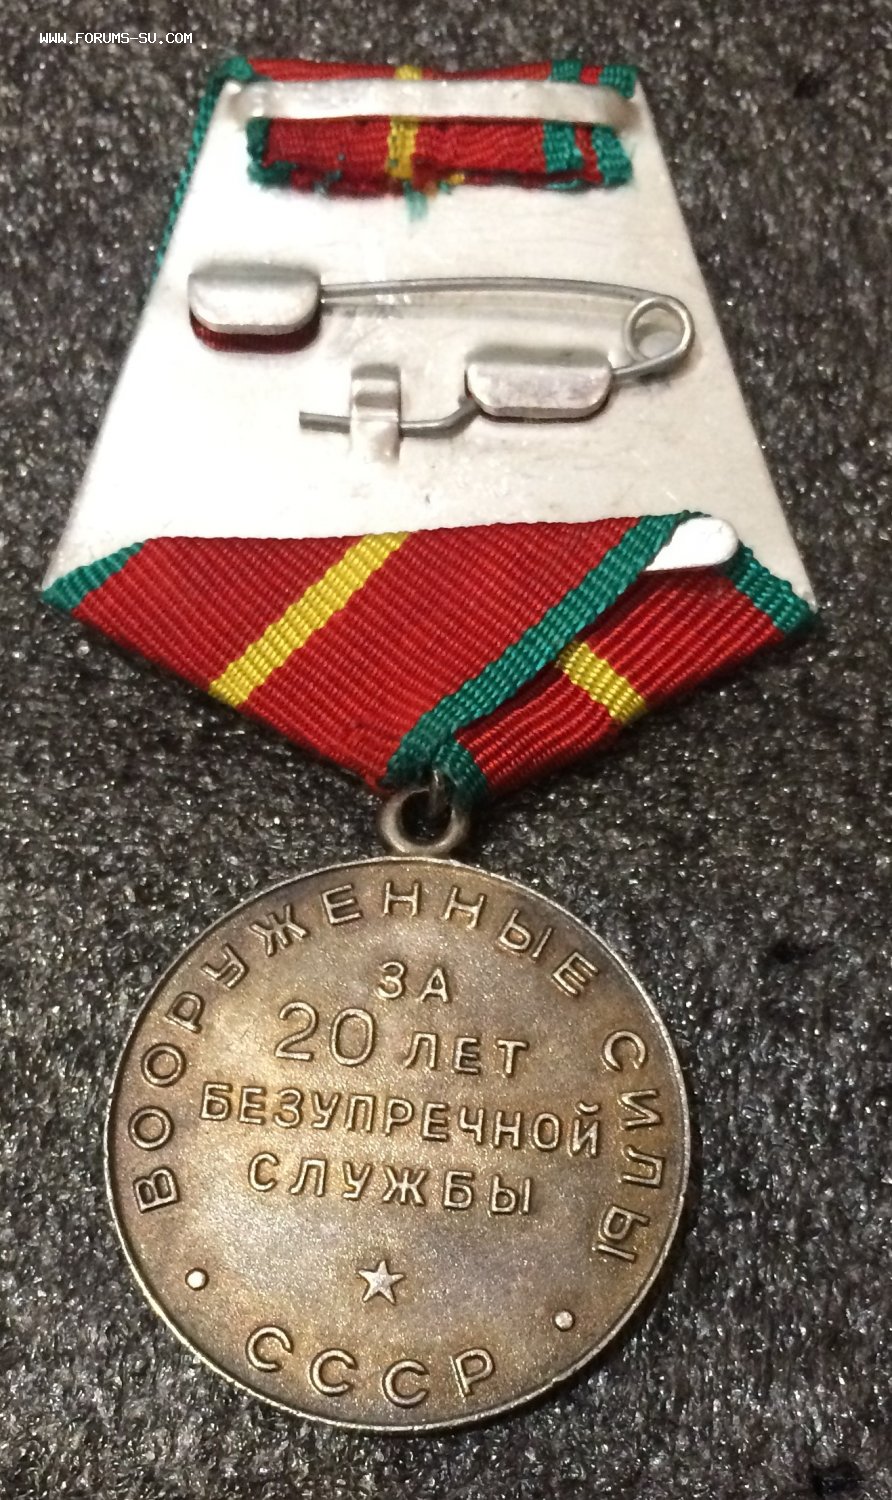 WWW.FORUMS-SU.COM
ВООРУЖЕННЫЕ СИЛЫ
ЗА
20 ЛЕТ
БЕЗУПРЕЧНОЙ
СЛУЖБЫ
СССР